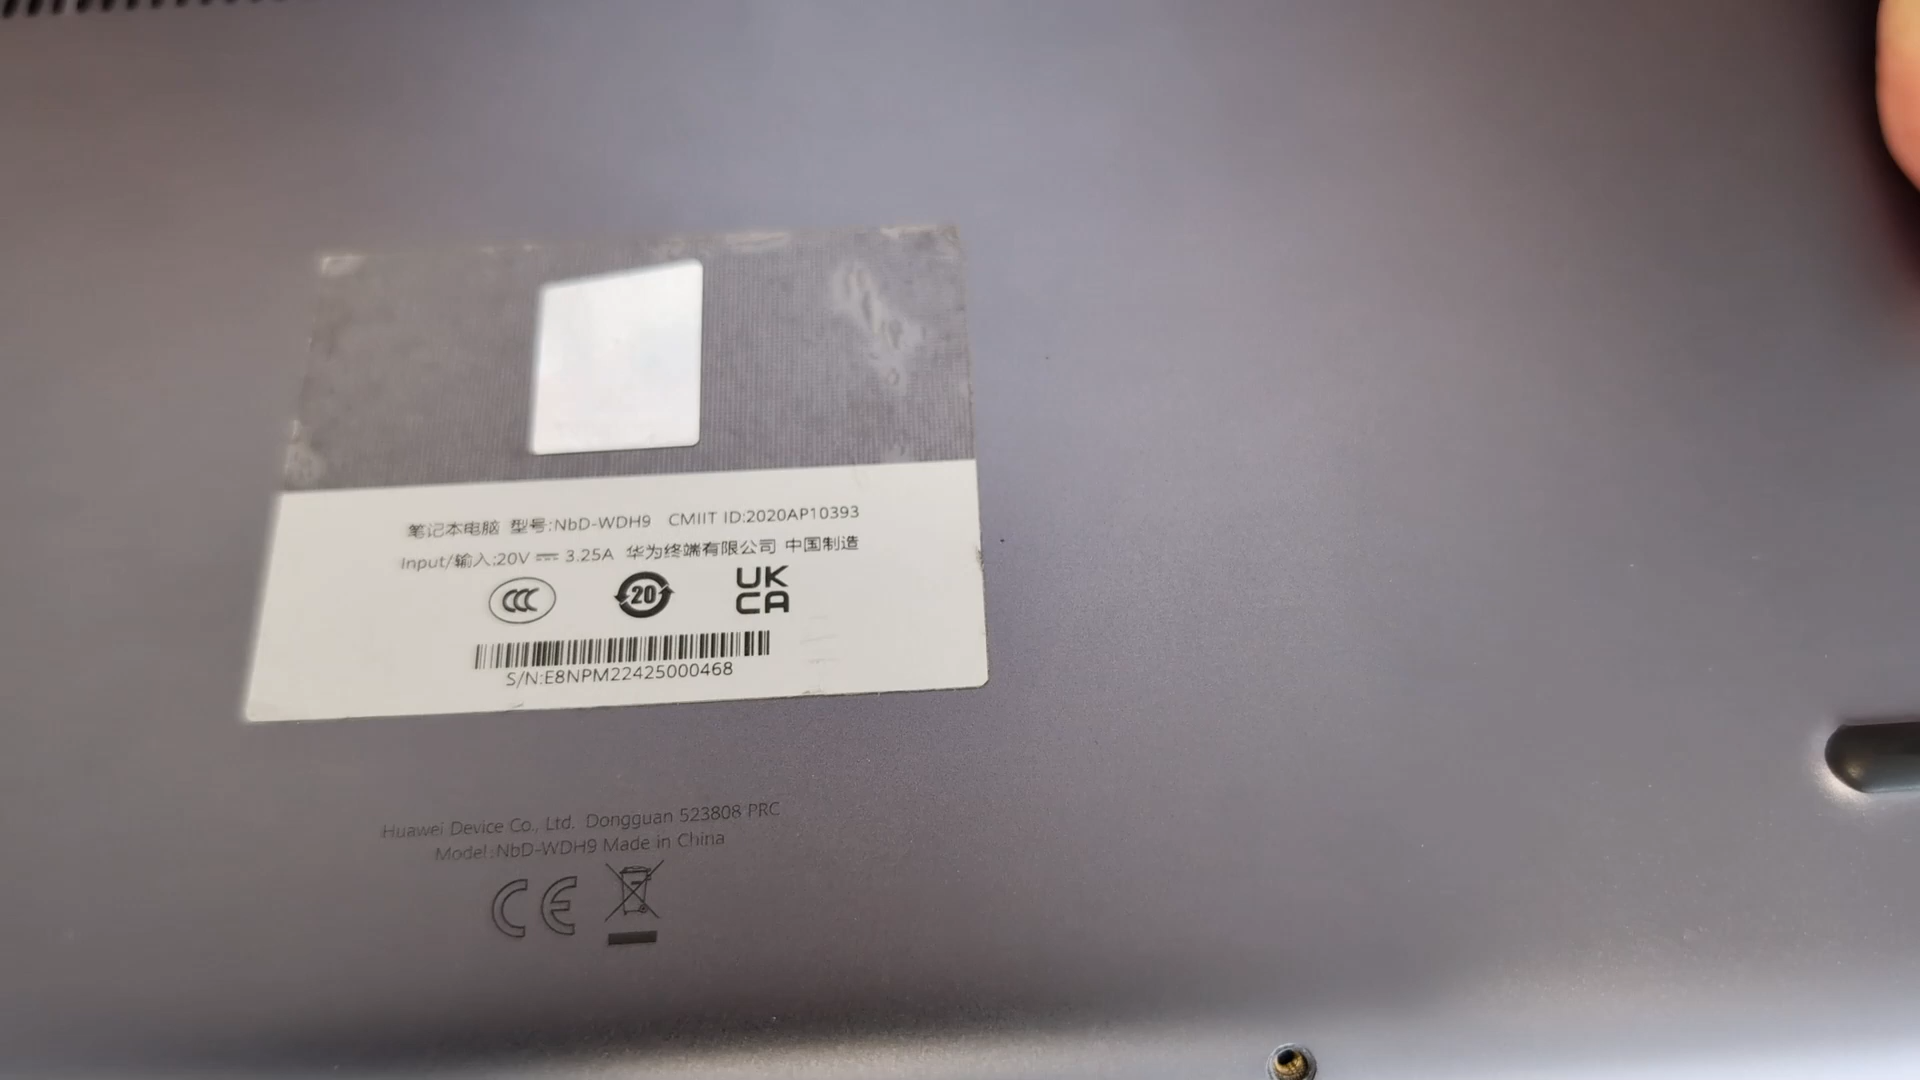 笔记本电脑 型号:NbD-WDH9 CMIIT ID:2020AP10393
Input/输入:20V ⎓ 3.25A 华为终端有限公司 中国制造
CCC 20 UK CA
S/N:E8NPM22425000468
Huawei Device Co., Ltd. Dongguan 523808 PRC
Model:NbD-WDH9 Made in China
CE